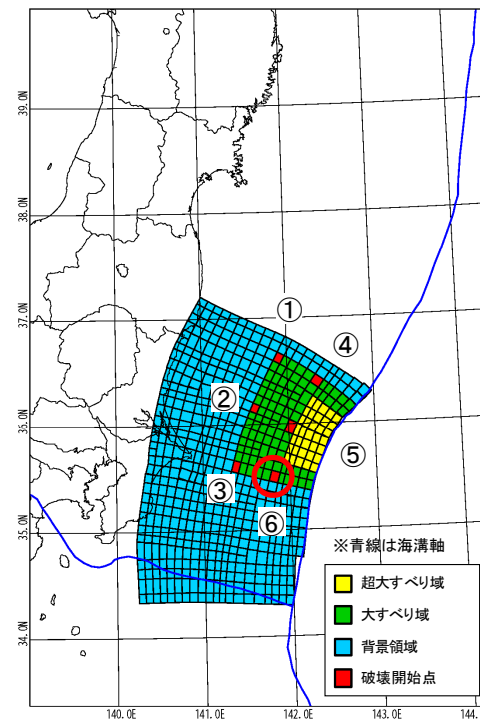 39.0N
38.0N
37.0N
36.0N
35.0N
34.0N
①
④
②
⑤
③
⑥
※青線は海溝軸
超大すべり域
大すべり域
背景領域
破壊開始点
140.0E
141.0E
142.0E
143.0E
144.